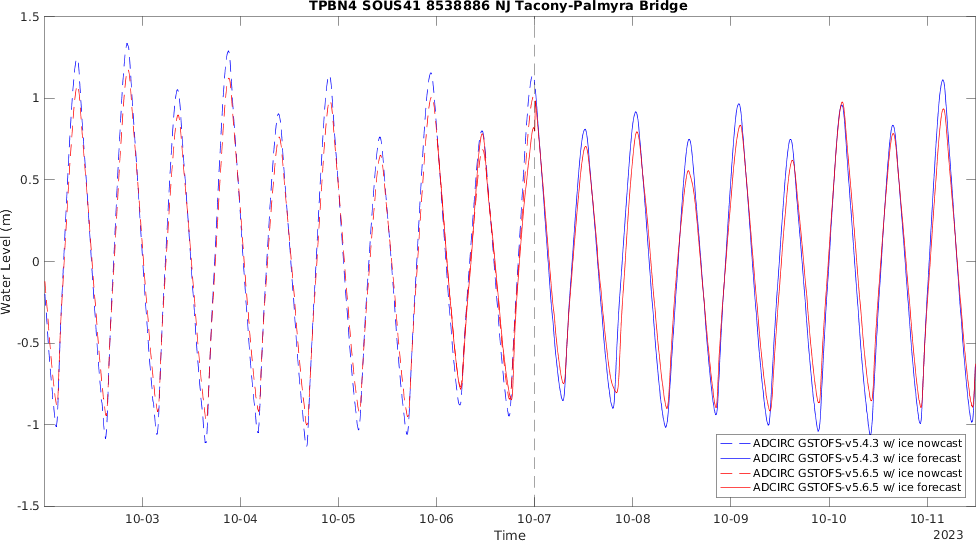 TPBN4 SOUS41 8538886 NJ Tacony-Palmyra Bridge
1.5
1
0.5
0
-0.5
-1
-1.5
Water Level (m)
10-03 10-04 10-05 10-06 10-07 10-08 10-09 10-10 10-11
Time
2023
ADCIRC GSTOFS-v5.4.3 w/ ice nowcast
ADCIRC GSTOFS-v5.4.3 w/ ice forecast
ADCIRC GSTOFS-v5.6.5 w/ ice nowcast
ADCIRC GSTOFS-v5.6.5 w/ ice forecast